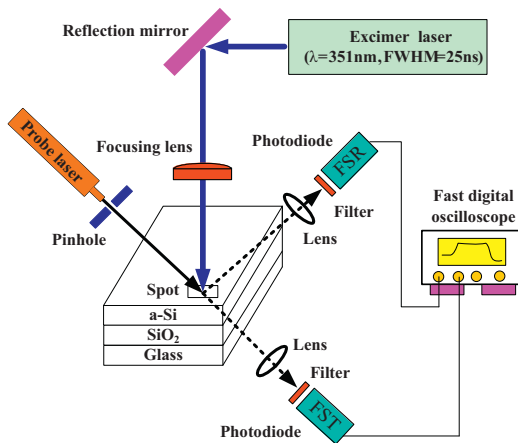 Reflection mirror
Excimer laser
(λ=351nm, FWHM=25ns)
Probe laser
Focusing lens
Photodiode
FSR
Filter
Lens
Pinhole
Fast digital
oscilloscope
Spot
a-Si
SiO₂
Glass
Lens
Filter
FST
Photodiode